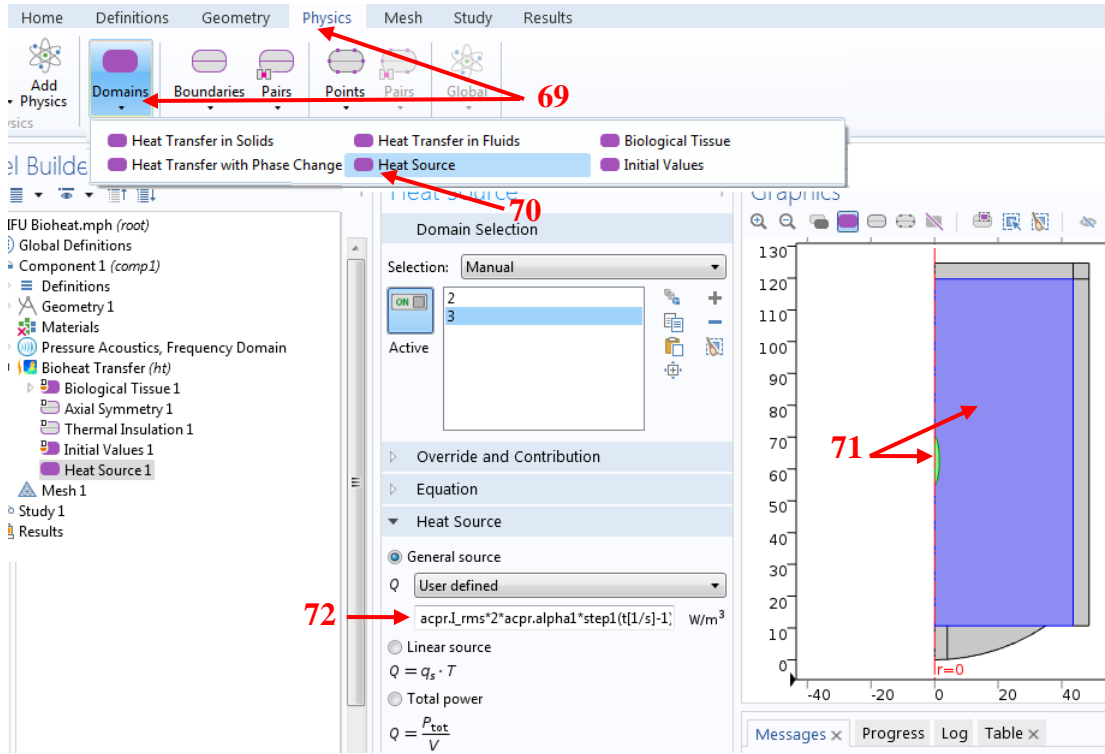 Home Definitions Geometry Physics Mesh Study Results
Add Physics
Domains Boundaries Pairs Points Pairs Global
69
Heat Transfer in Solids Heat Transfer in Fluids Biological Tissue
Heat Transfer with Phase Change Heat Source Initial Values
70
el Builde
IFU Bioheat.mph (root)
Global Definitions
Component 1 (comp1)
Definitions
Geometry 1
Materials
Pressure Acoustics, Frequency Domain
Bioheat Transfer (ht)
Biological Tissue 1
Axial Symmetry 1
Thermal Insulation 1
Initial Values 1
Heat Source 1
Mesh 1
Study 1
Results
Heat Source
Domain Selection
Selection: Manual
ON
Active
2
3
Override and Contribution
Equation
Heat Source
General source
Q User defined
72
acpr.I_rms*2*acpr.alpha1*step1(t[1/s]-1) W/m³
Linear source
Q = qs · T
Total power
Q = Ptot/V
Graphics
130
120
110
100
90
80
70
60
50
40
30
20
10
0
71
r=0
-40 -20 0 20 40
Messages Progress Log Table